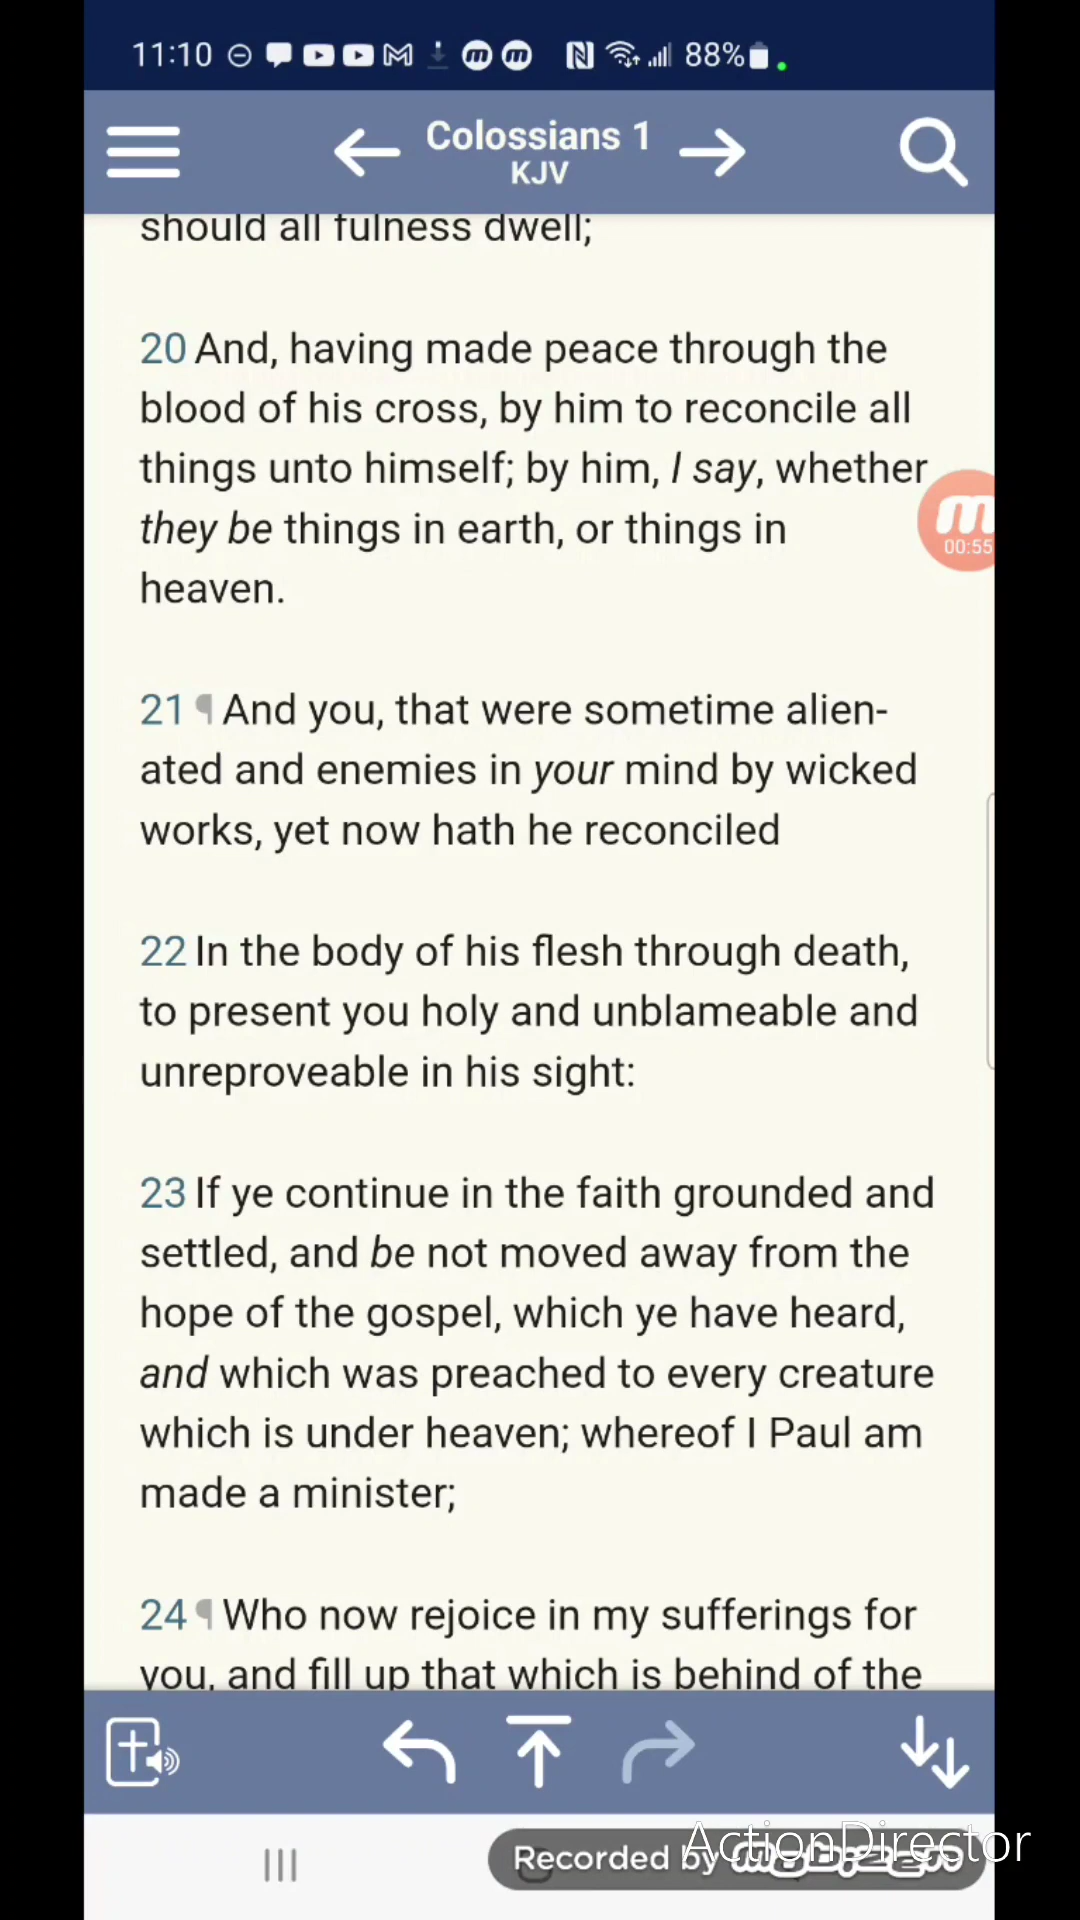 11:10 88%
Colossians 1
KJV
should all fulness dwell;
20 And, having made peace through the
blood of his cross, by him to reconcile all
things unto himself; by him, I say, whether
they be things in earth, or things in
heaven.
00:55
21 ¶ And you, that were sometime alien-
ated and enemies in your mind by wicked
works, yet now hath he reconciled
22 In the body of his flesh through death,
to present you holy and unblameable and
unreproveable in his sight:
23 If ye continue in the faith grounded and
settled, and be not moved away from the
hope of the gospel, which ye have heard,
and which was preached to every creature
which is under heaven; whereof I Paul am
made a minister;
24 ¶ Who now rejoice in my sufferings for
you, and fill up that which is behind of the
ActionDirector
Recorded by